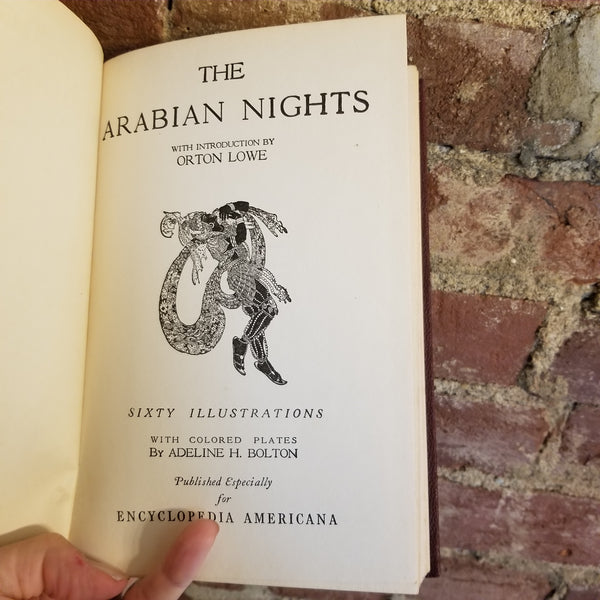 THE
ARABIAN NIGHTS
WITH INTRODUCTION BY
ORTON LOWE
SIXTY ILLUSTRATIONS
WITH COLORED PLATES
By ADELINE H. BOLTON
Published Especially
for
ENCYCLOPEDIA AMERICANA